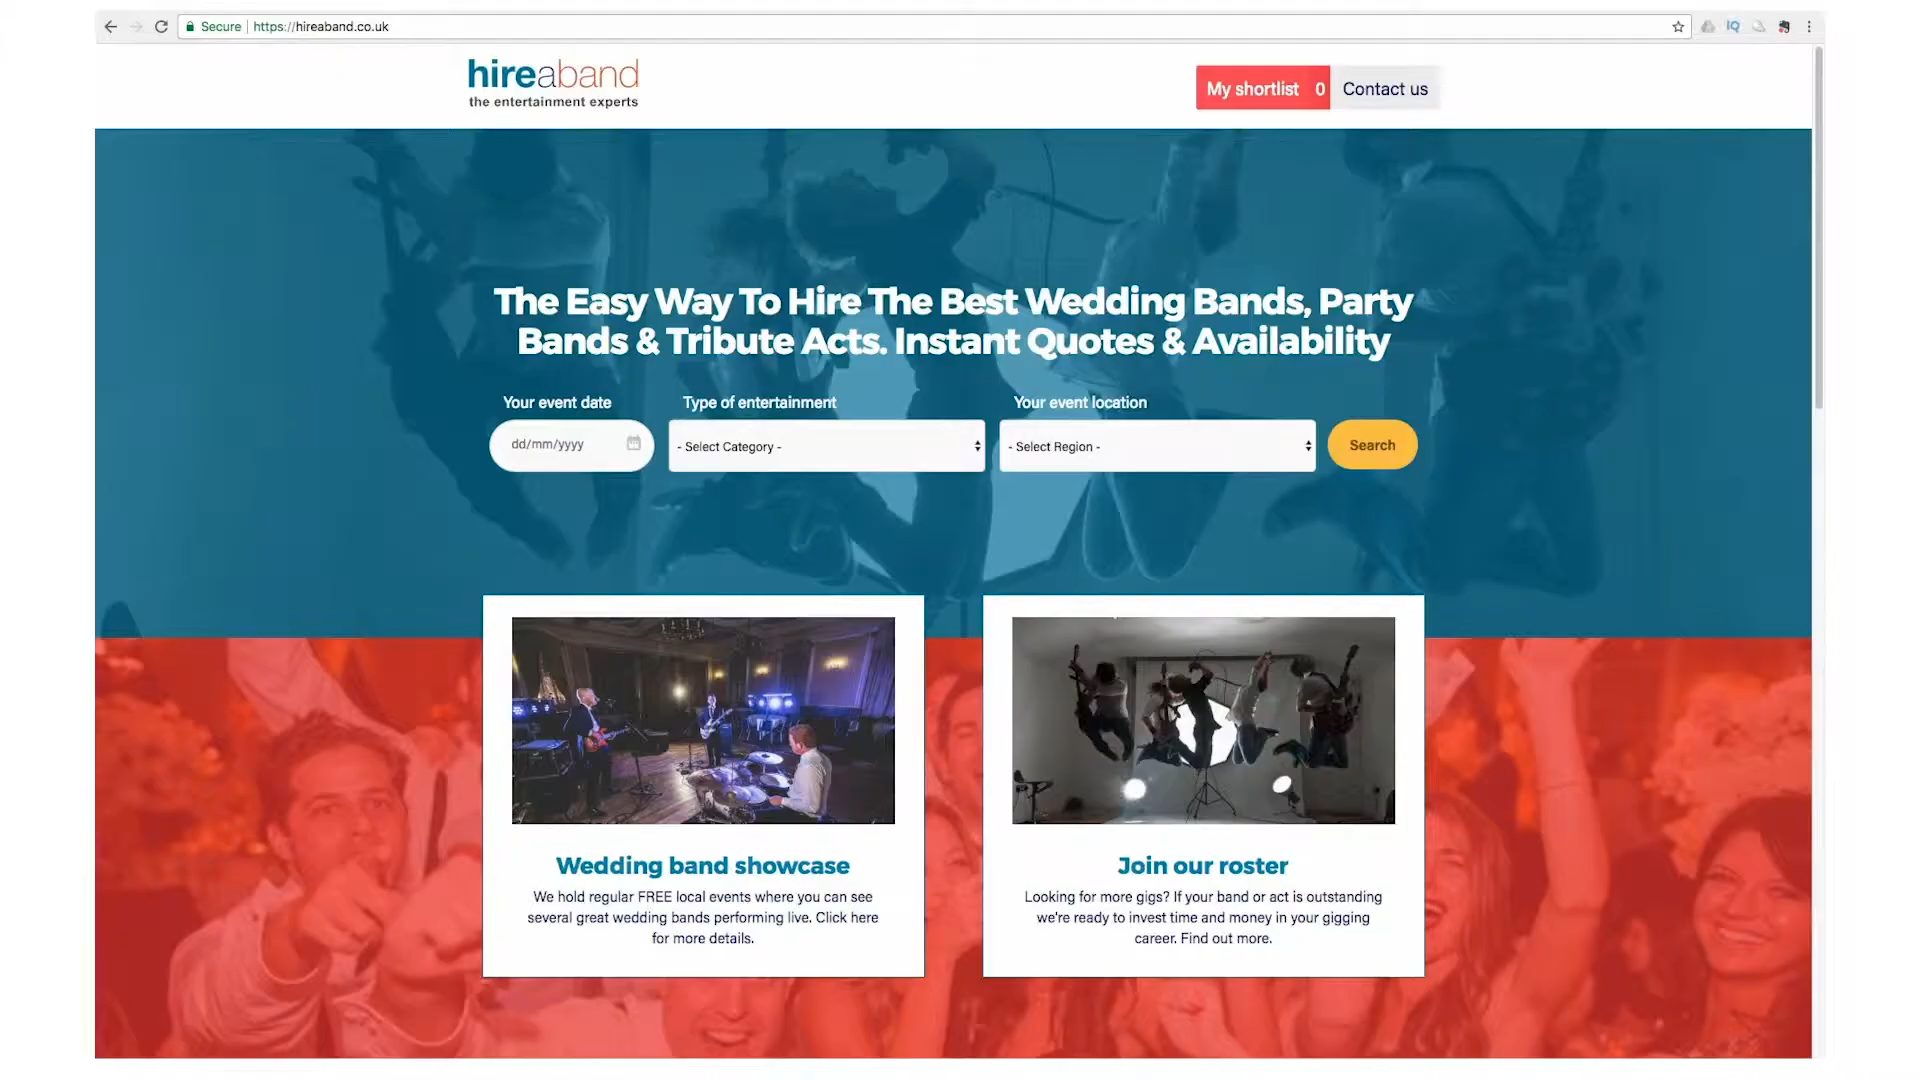 Secure
https://hireaband.co.uk
hireaband
the entertainment experts
My shortlist 0
Contact us
The Easy Way To Hire The Best Wedding Bands, Party
Bands & Tribute Acts. Instant Quotes & Availability
Your event date
Type of entertainment
Your event location
dd/mm/yyyy
- Select Category -
- Select Region -
Search
Wedding band showcase
We hold regular FREE local events where you can see
several great wedding bands performing live. Click here
for more details.
Join our roster
Looking for more gigs? If your band or act is outstanding
we're ready to invest time and money in your gigging
career. Find out more.